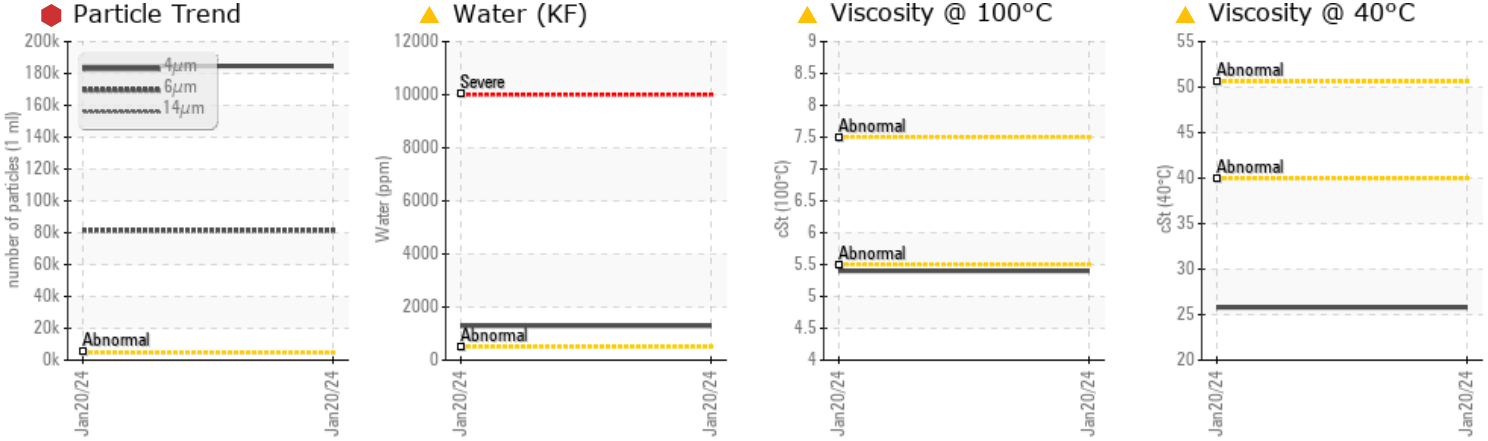 Particle Trend
number of particles (1 ml)
200k
180k
160k
140k
120k
100k
80k
60k
40k
20k
0k
4μm
6μm
14μm
Abnormal
Jan20/24
Jan20/24
Water (KF)
Water (ppm)
12000
10000
8000
6000
4000
2000
0
Severe
Abnormal
Jan20/24
Jan20/24
Viscosity @ 100°C
cSt (100°C)
9
8.5
8
7.5
7
6.5
6
5.5
5
4.5
4
Abnormal
Abnormal
Jan20/24
Jan20/24
Viscosity @ 40°C
cSt (40°C)
55
50
45
40
35
30
25
20
Abnormal
Abnormal
Jan20/24
Jan20/24